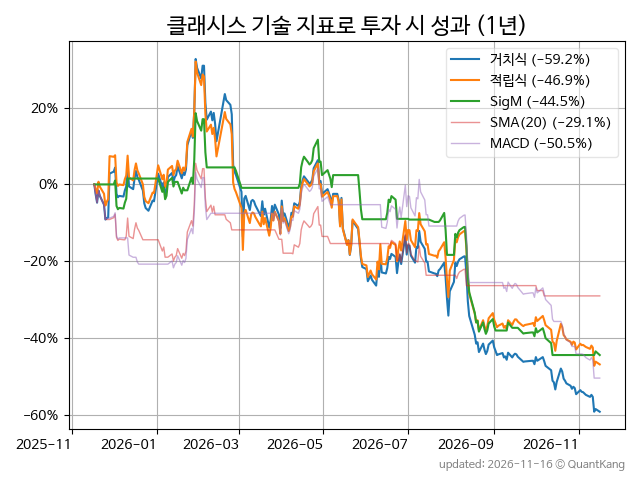 클래시스 기술 지표로 투자 시 성과 (1년)
거치식 (−59.2%)
적립식 (−46.9%)
SigM (−44.5%)
SMA(20) (−29.1%)
MACD (−50.5%)
20%
0%
−20%
−40%
−60%
2025−11
2026−01
2026−03
2026−05
2026−07
2026−09
2026−11
updated: 2026-11-16 © QuantKang